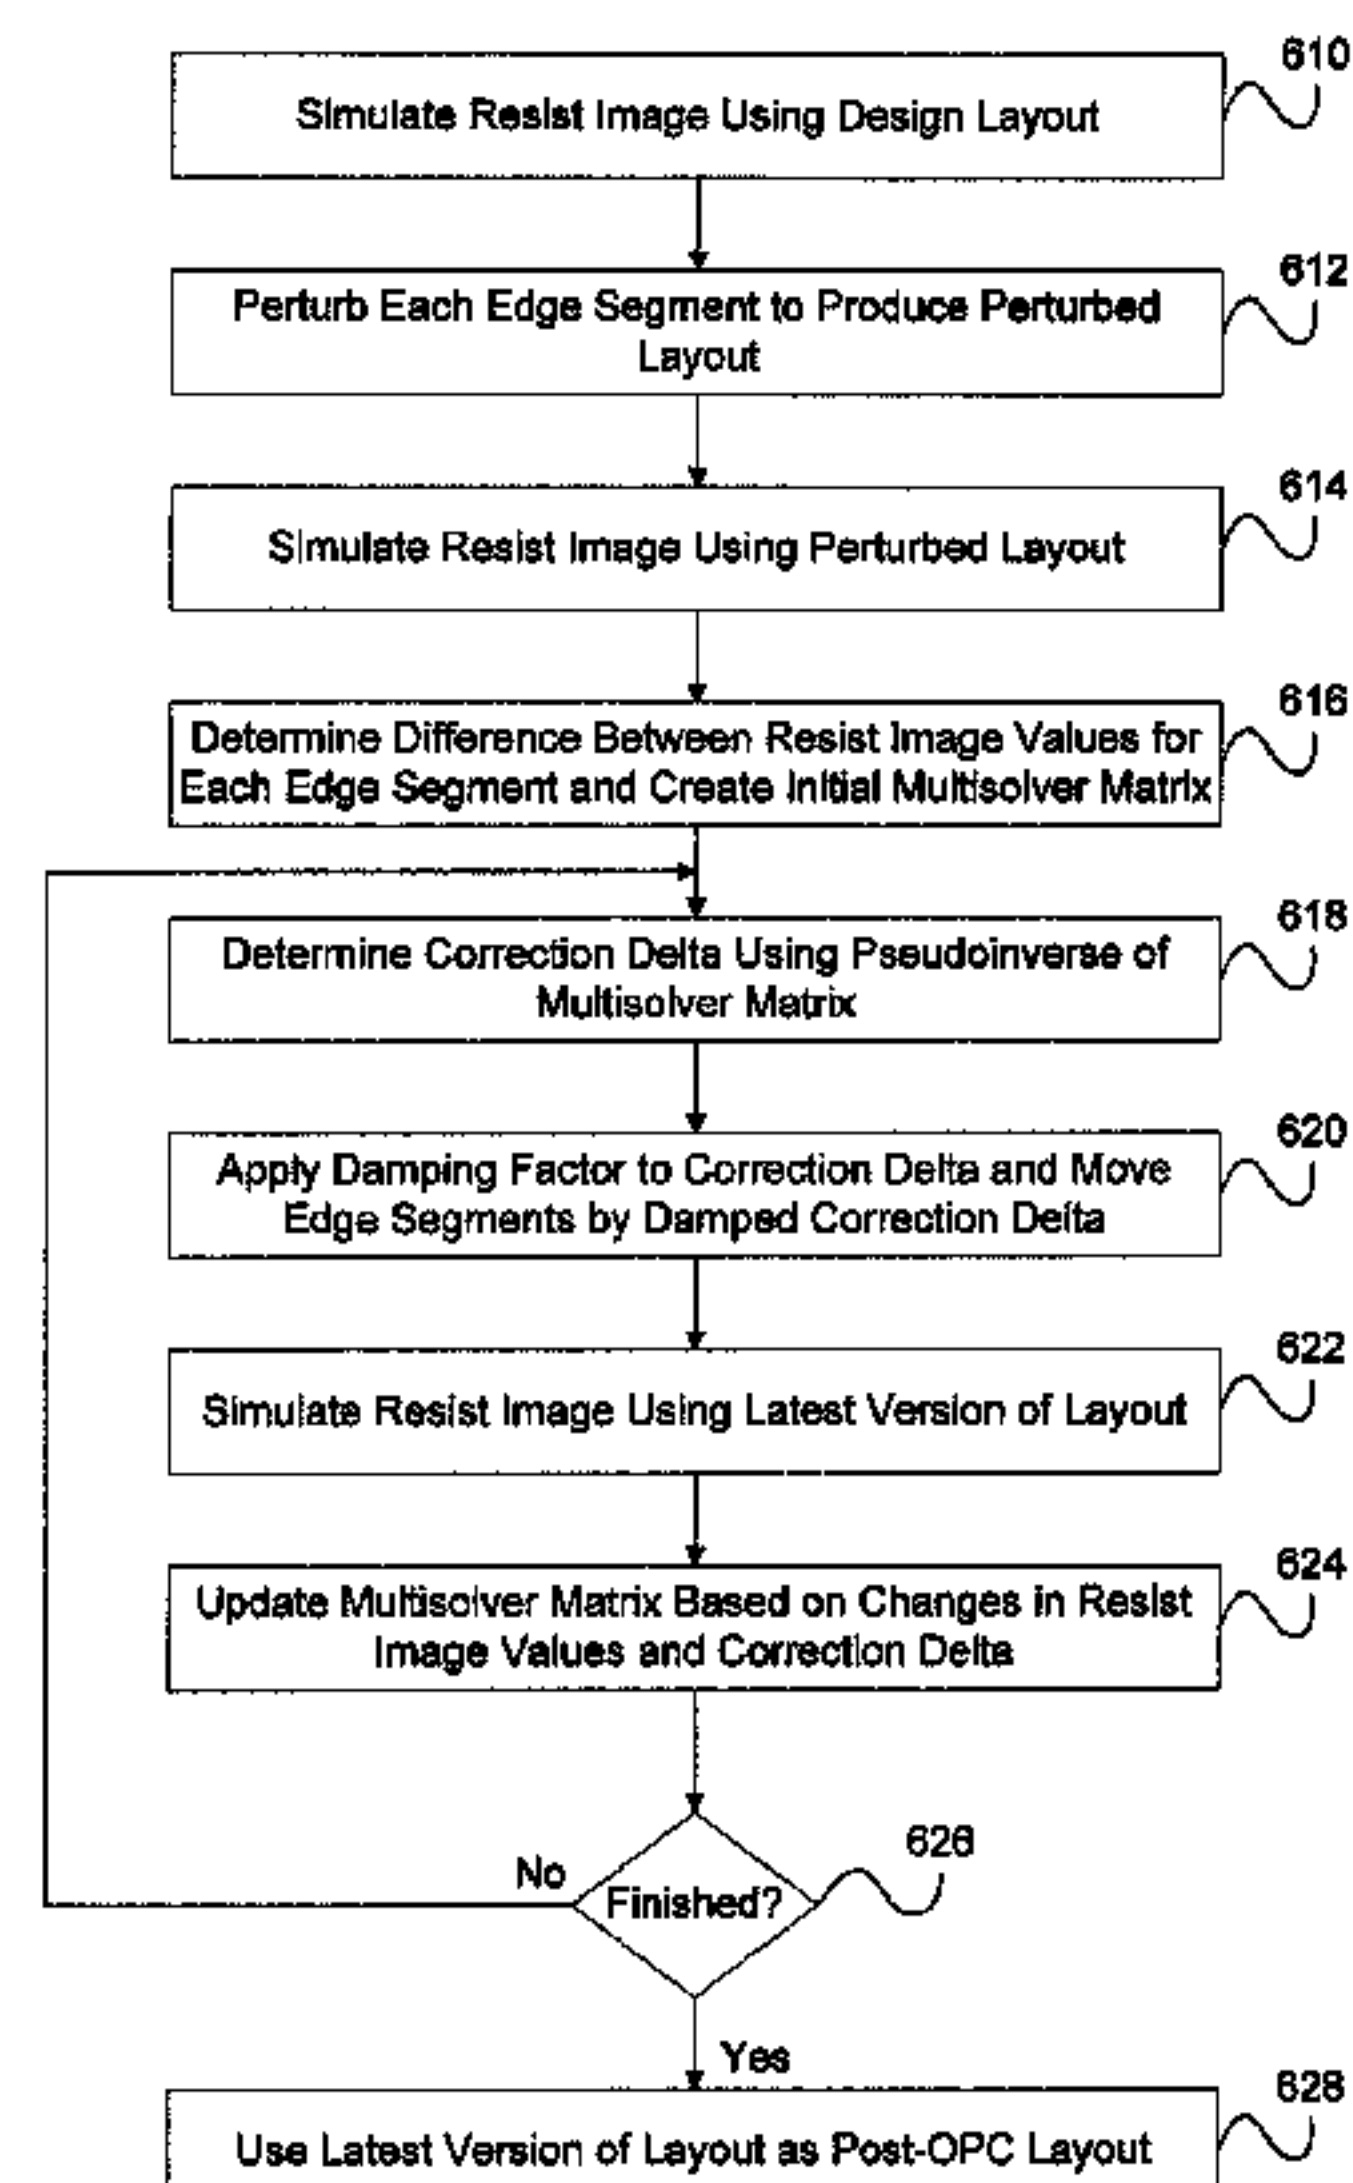 610
Simulate Resist Image Using Design Layout
612
Perturb Each Edge Segment to Produce Perturbed
Layout
614
Simulate Resist Image Using Perturbed Layout
616
Determine Difference Between Resist Image Values for
Each Edge Segment and Create Initial Multisolver Matrix
618
Determine Correction Delta Using Pseudoinverse of
Multisolver Matrix
620
Apply Damping Factor to Correction Delta and Move
Edge Segments by Damped Correction Delta
622
Simulate Resist Image Using Latest Version of Layout
624
Update Multisolver Matrix Based on Changes in Resist
Image Values and Correction Delta
626
No
Finished?
Yes
628
Use Latest Version of Layout as Post-OPC Layout